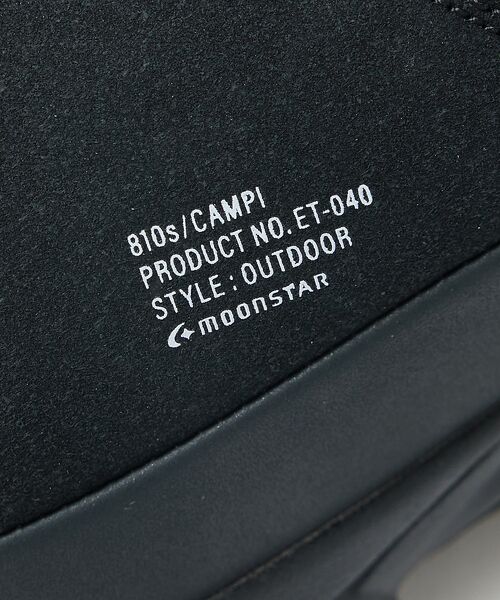 810s/CAMPI
PRODUCT NO. ET-040
STYLE : OUTDOOR
moonstar